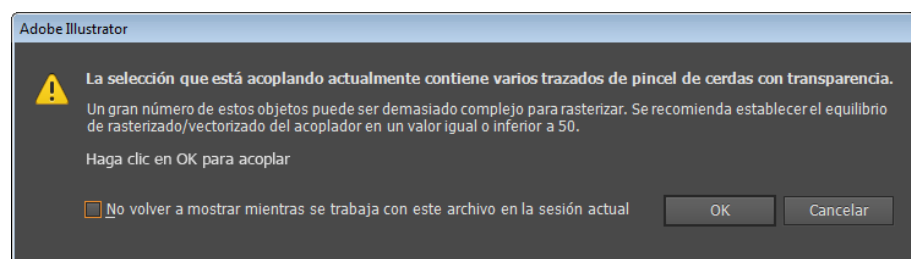 Adobe Illustrator
La selección que está acoplando actualmente contiene varios trazados de pincel de cerdas con transparencia.
Un gran número de estos objetos puede ser demasiado complejo para rasterizar. Se recomienda establecer el equilibrio
de rasterizado/vectorizado del acoplador en un valor igual o inferior a 50.
Haga clic en OK para acoplar
No volver a mostrar mientras se trabaja con este archivo en la sesión actual
OK
Cancelar